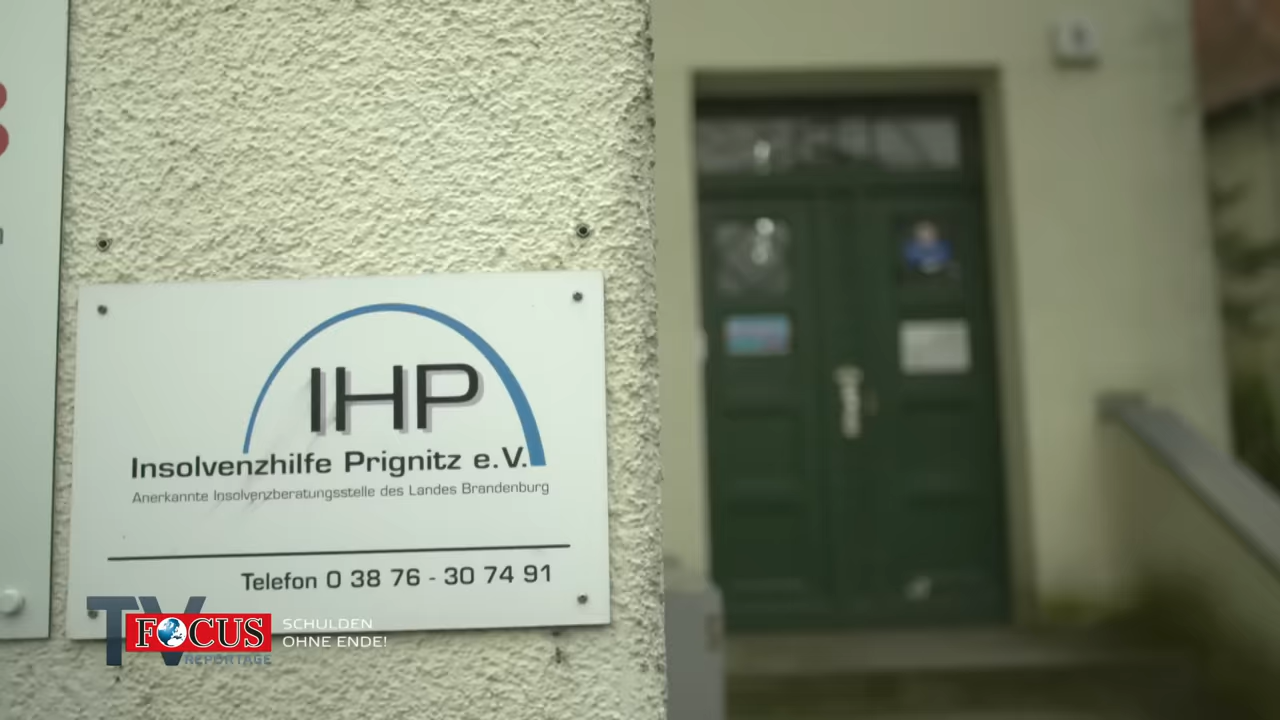 IHP
Insolvenzhilfe Prignitz e.V.
Anerkannte Insolvenzberatungsstelle des Landes Brandenburg
Telefon 0 38 76 - 30 74 91
TV
FOCUS
REPORTAGE
SCHULDEN
OHNE ENDE!